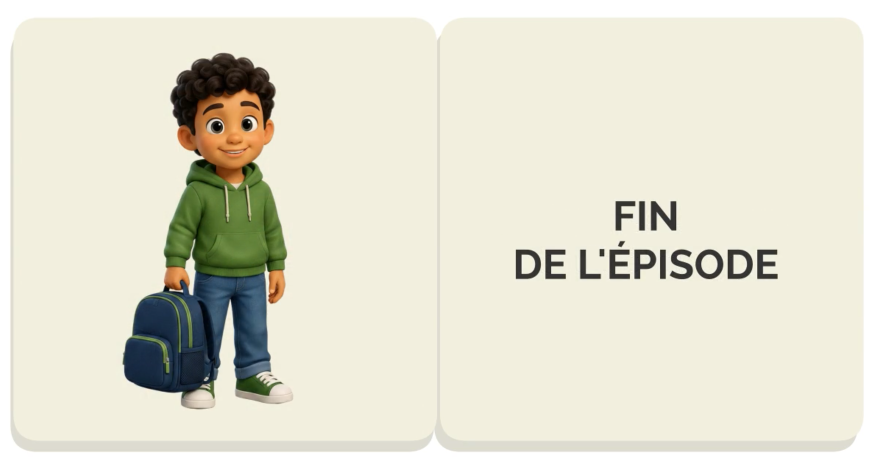 FIN
DE L'ÉPISODE